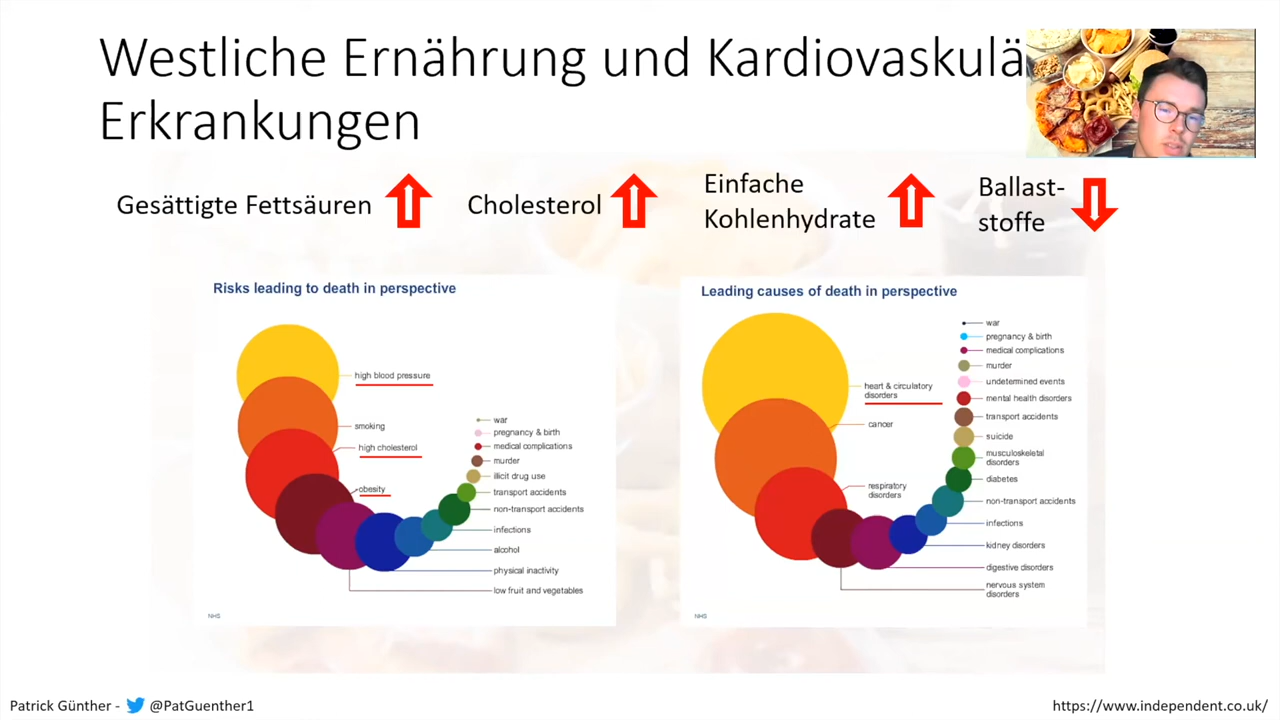 Westliche Ernährung und Kardiovaskulä
Erkrankungen
Gesättigte Fettsäuren
Cholesterol
Einfache
Kohlenhydrate
Ballast-
stoffe
Risks leading to death in perspective
high blood pressure
smoking
high cholesterol
obesity
war
pregnancy & birth
medical complications
murder
illicit drug use
transport accidents
non-transport accidents
infections
alcohol
physical inactivity
low fruit and vegetables
NHS
Leading causes of death in perspective
heart & circulatory
disorders
cancer
respiratory
disorders
war
pregnancy & birth
medical complications
murder
undetermined events
mental health disorders
transport accidents
suicide
musculoskeletal
disorders
diabetes
non-transport accidents
infections
kidney disorders
digestive disorders
nervous system
disorders
NHS
Patrick Günther - @PatGuenther1
https://www.independent.co.uk/